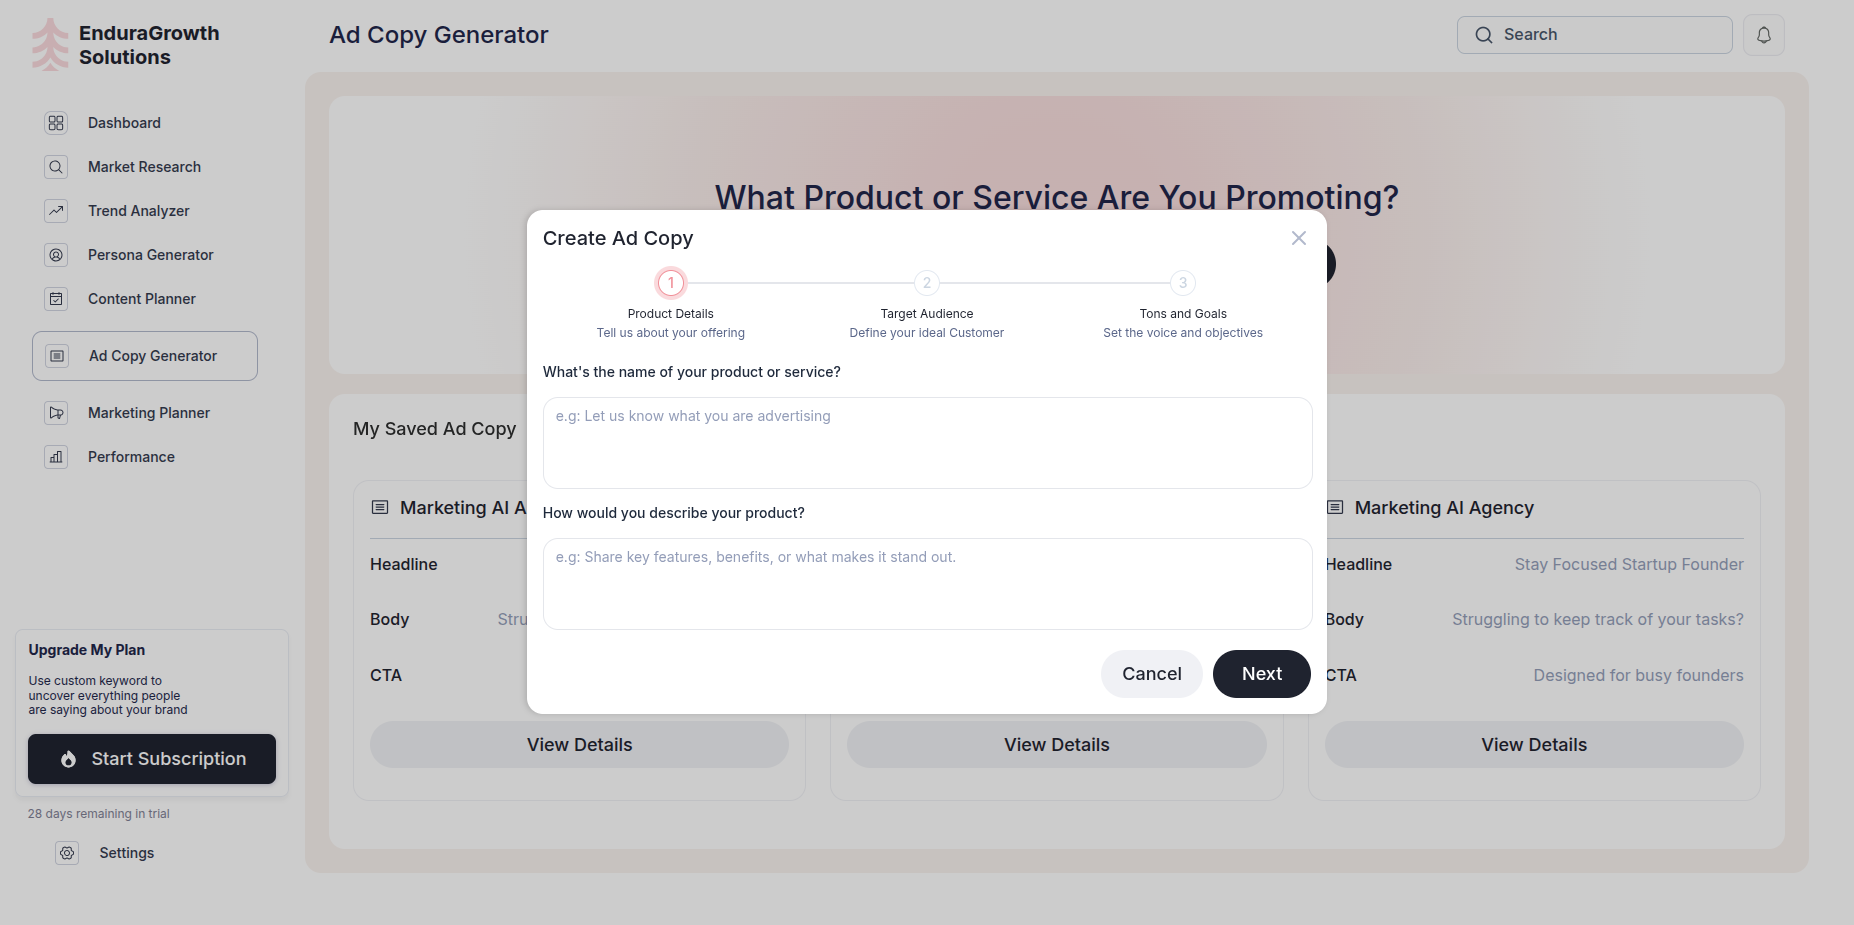 EnduraGrowth
Solutions
Dashboard
Market Research
Trend Analyzer
Persona Generator
Content Planner
Ad Copy Generator
Marketing Planner
Performance
Upgrade My Plan
Use custom keyword to
uncover everything people
are saying about your brand
Start Subscription
28 days remaining in trial
Settings
Ad Copy Generator
Search
What Product or Service Are You Promoting?
Create Ad Copy
1
2
3
Product Details
Target Audience
Tons and Goals
Tell us about your offering
Define your ideal Customer
Set the voice and objectives
What's the name of your product or service?
e.g: Let us know what you are advertising
How would you describe your product?
e.g: Share key features, benefits, or what makes it stand out.
Cancel
Next
My Saved Ad Copy
Marketing AI A
Headline
Body
Stru
CTA
View Details
View Details
Marketing AI Agency
Headline
Stay Focused Startup Founder
Body
Struggling to keep track of your tasks?
CTA
Designed for busy founders
View Details